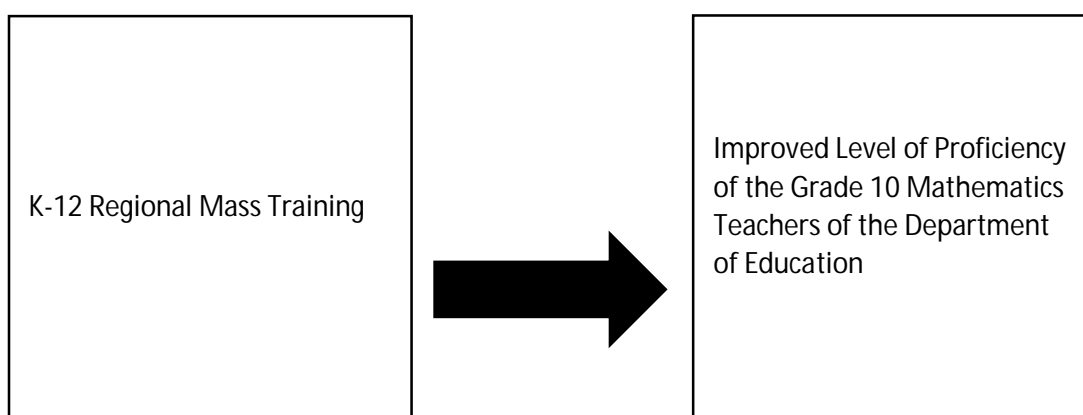 K-12 Regional Mass Training
Improved Level of Proficiency
of the Grade 10 Mathematics
Teachers of the Department
of Education